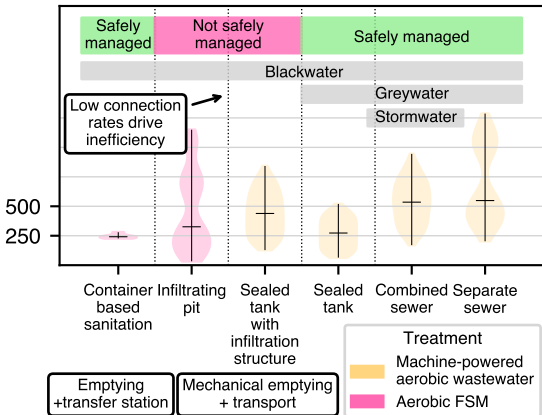 Safely
managed
Not safely
managed
Safely managed
Blackwater
Greywater
Stormwater
Low connection
rates drive
inefficiency
500
250
Container
based
sanitation
Infiltrating
pit
Sealed
tank
with
infiltration
structure
Sealed
tank
Combined
sewer
Separate
sewer
Treatment
Machine-powered
aerobic wastewater
Aerobic FSM
Emptying
+transfer station
Mechanical emptying
+ transport